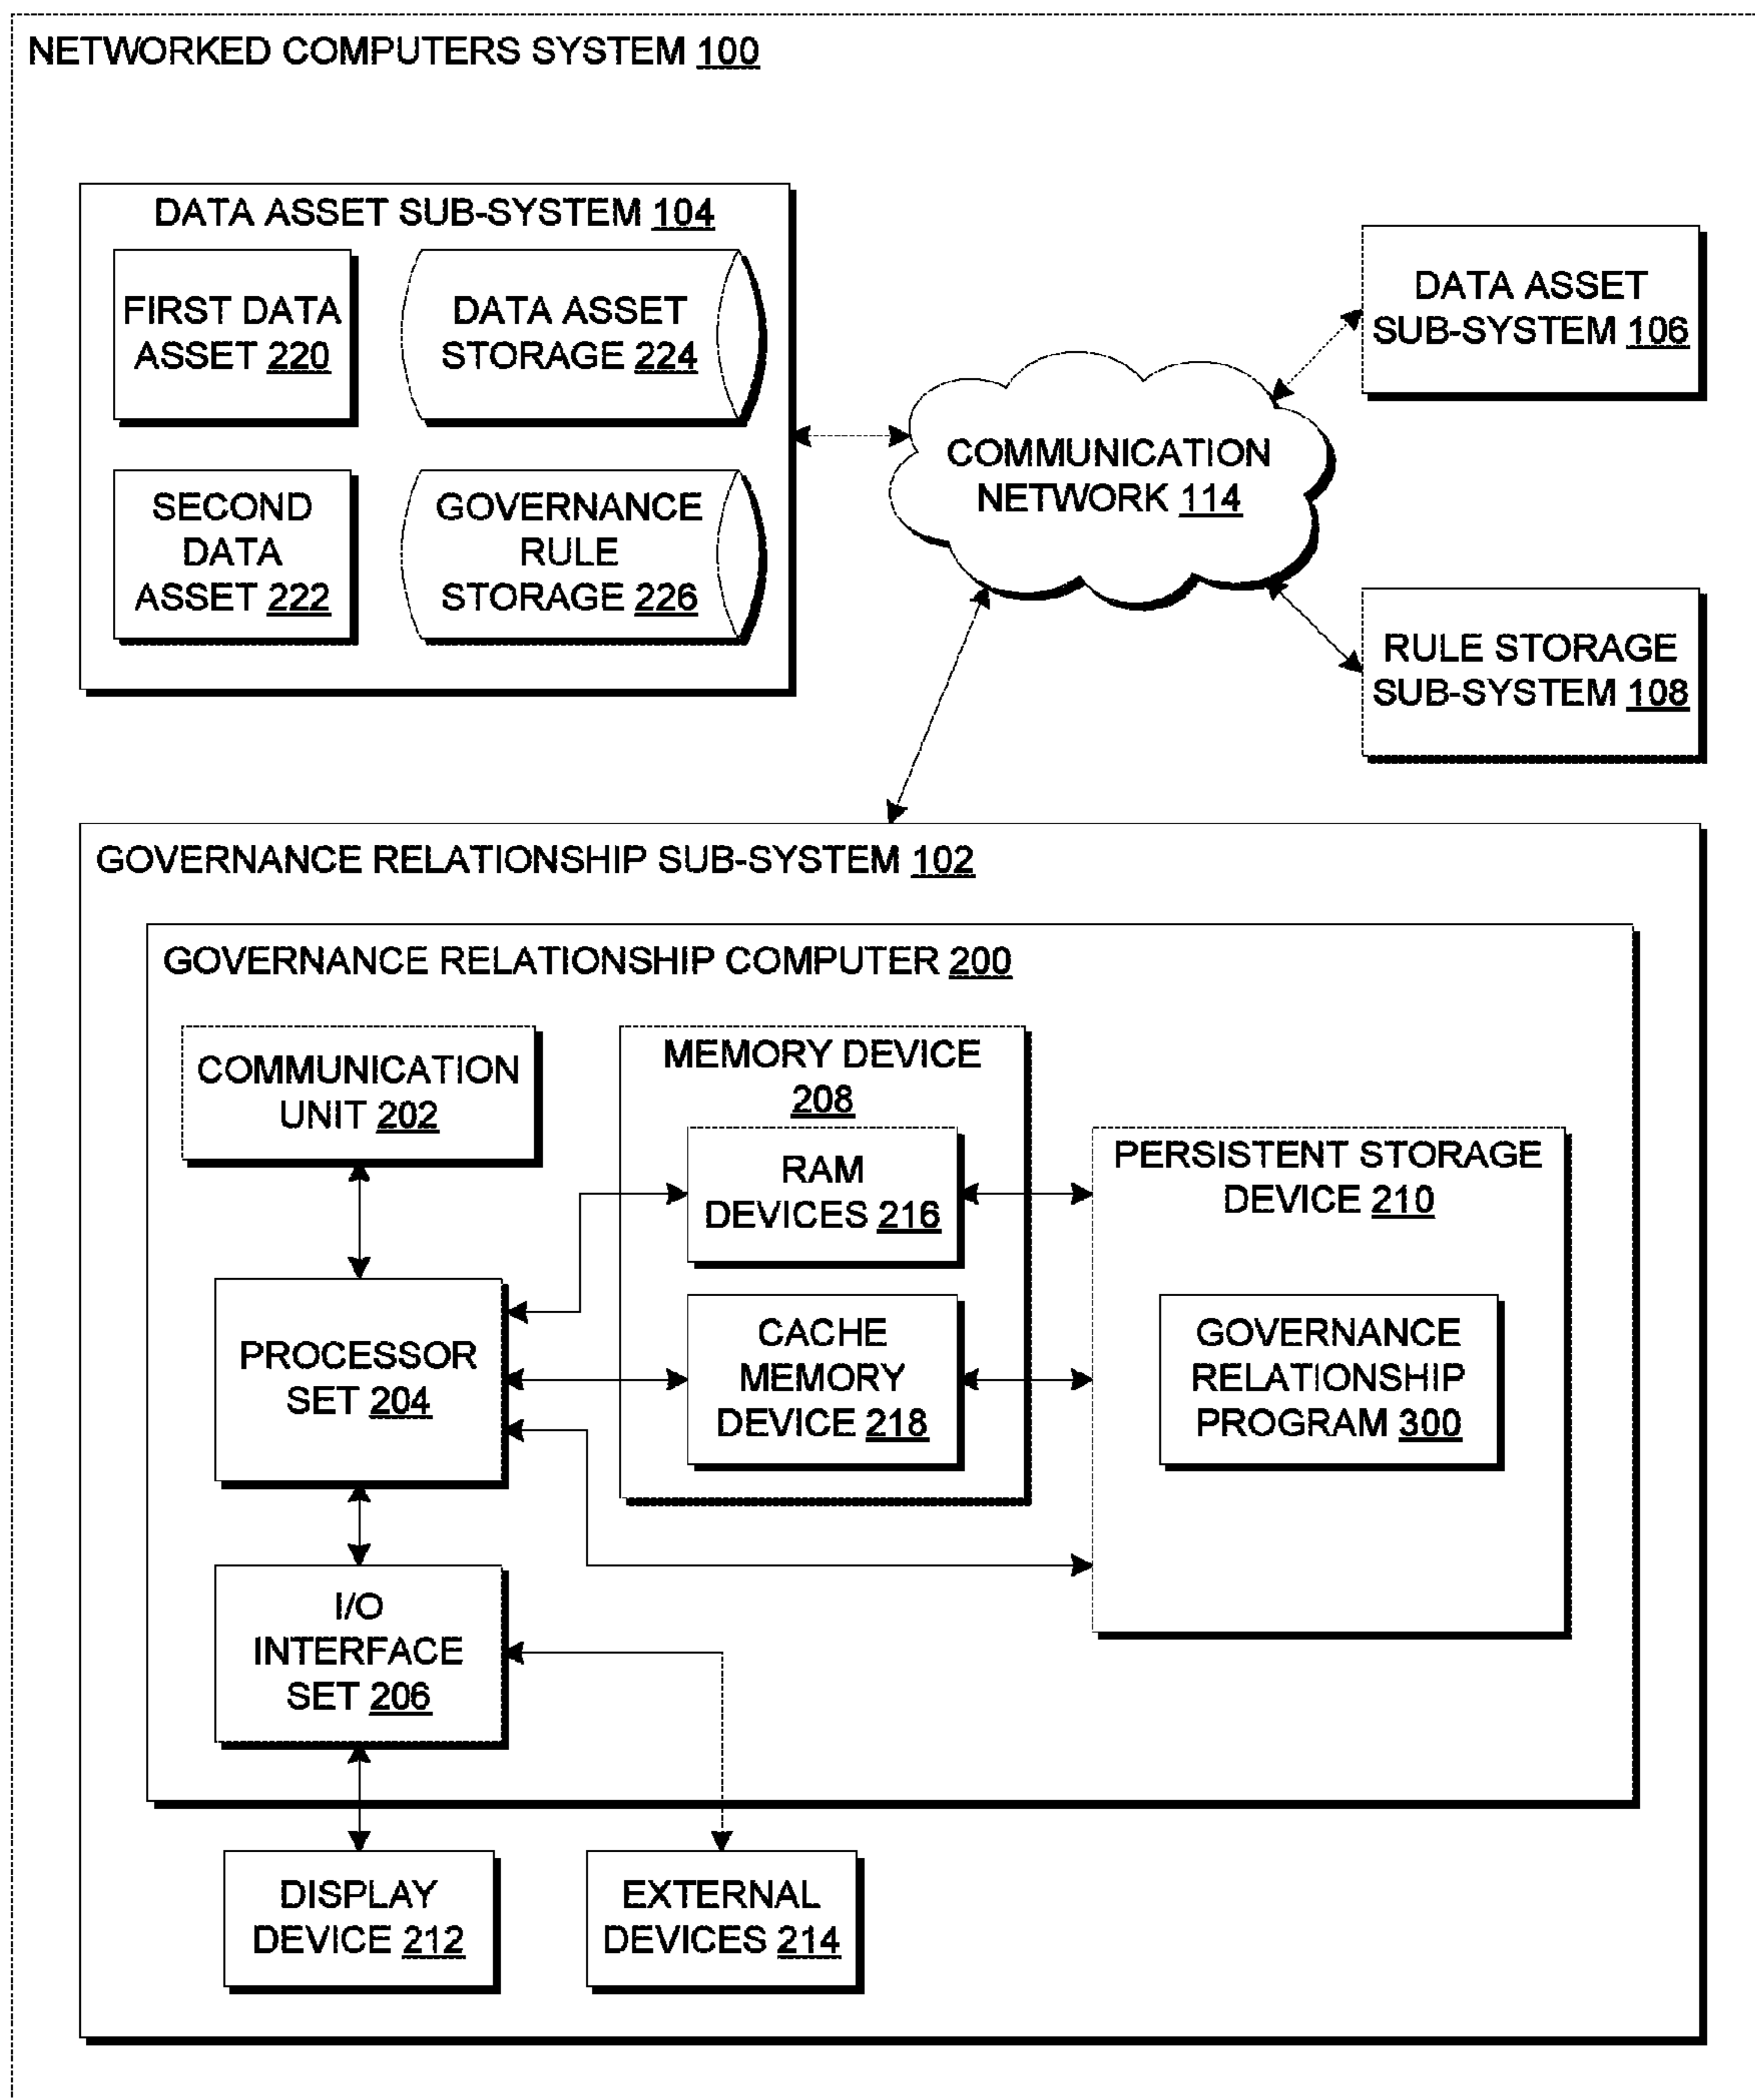 NETWORKED COMPUTERS SYSTEM 100
DATA ASSET SUB-SYSTEM 104
FIRST DATA
ASSET 220
DATA ASSET
STORAGE 224
SECOND
DATA
ASSET 222
GOVERNANCE
RULE
STORAGE 226
COMMUNICATION
NETWORK 114
DATA ASSET
SUB-SYSTEM 106
RULE STORAGE
SUB-SYSTEM 108
GOVERNANCE RELATIONSHIP SUB-SYSTEM 102
GOVERNANCE RELATIONSHIP COMPUTER 200
COMMUNICATION
UNIT 202
MEMORY DEVICE
208
RAM
DEVICES 216
PERSISTENT STORAGE
DEVICE 210
PROCESSOR
SET 204
CACHE
MEMORY
DEVICE 218
GOVERNANCE
RELATIONSHIP
PROGRAM 300
I/O
INTERFACE
SET 206
DISPLAY
DEVICE 212
EXTERNAL
DEVICES 214